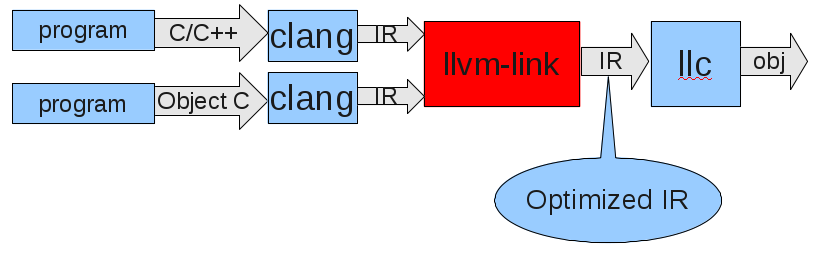 program C/C++ clang IR
llvm-link IR llc obj
program Object C clang IR
Optimized IR